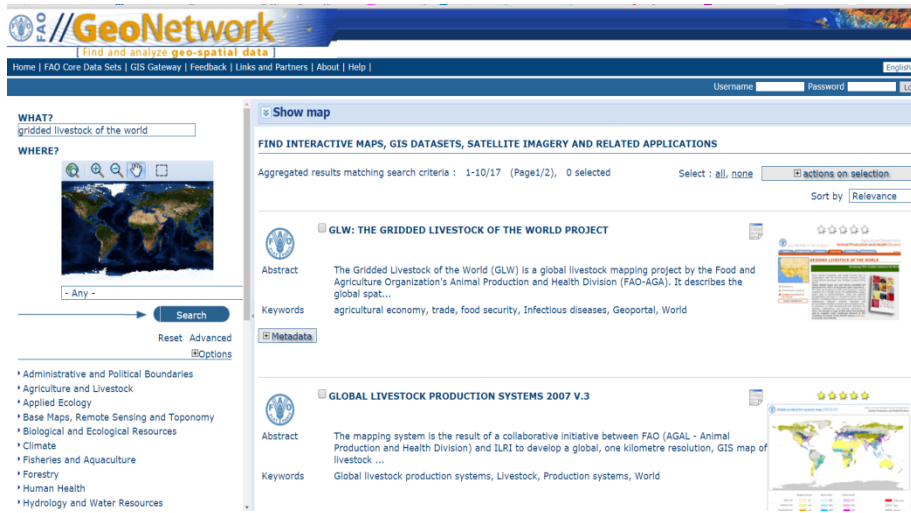 FAO
//GeoNetwork
[ Find and analyze geo-spatial data ]
Home | FAO Core Data Sets | GIS Gateway | Feedback | Links and Partners | About | Help |
English
Username
Password
WHAT?
gridded livestock of the world
WHERE?
- Any -
Search
Reset Advanced
Options
Administrative and Political Boundaries
Agriculture and Livestock
Applied Ecology
Base Maps, Remote Sensing and Toponomy
Biological and Ecological Resources
Climate
Fisheries and Aquaculture
Forestry
Human Health
Hydrology and Water Resources
Show map
FIND INTERACTIVE MAPS, GIS DATASETS, SATELLITE IMAGERY AND RELATED APPLICATIONS
Aggregated results matching search criteria : 1-10/17 (Page1/2), 0 selected
Select : all, none
actions on selection
Sort by Relevance
GLW: THE GRIDDED LIVESTOCK OF THE WORLD PROJECT
Abstract The Gridded Livestock of the World (GLW) is a global livestock mapping project by the Food and
Agriculture Organization's Animal Production and Health Division (FAO-AGA). It describes the
global spat...
Keywords agricultural economy, trade, food security, Infectious diseases, Geoportal, World
Metadata
GRIDDED LIVESTOCK OF THE WORLD
GLOBAL LIVESTOCK PRODUCTION SYSTEMS 2007 V.3
Abstract The mapping system is the result of a collaborative initiative between FAO (AGAL - Animal
Production and Health Division) and ILRI to develop a global, one kilometre resolution, GIS map of
livestock ...
Keywords Global livestock production systems, Livestock, Production systems, World